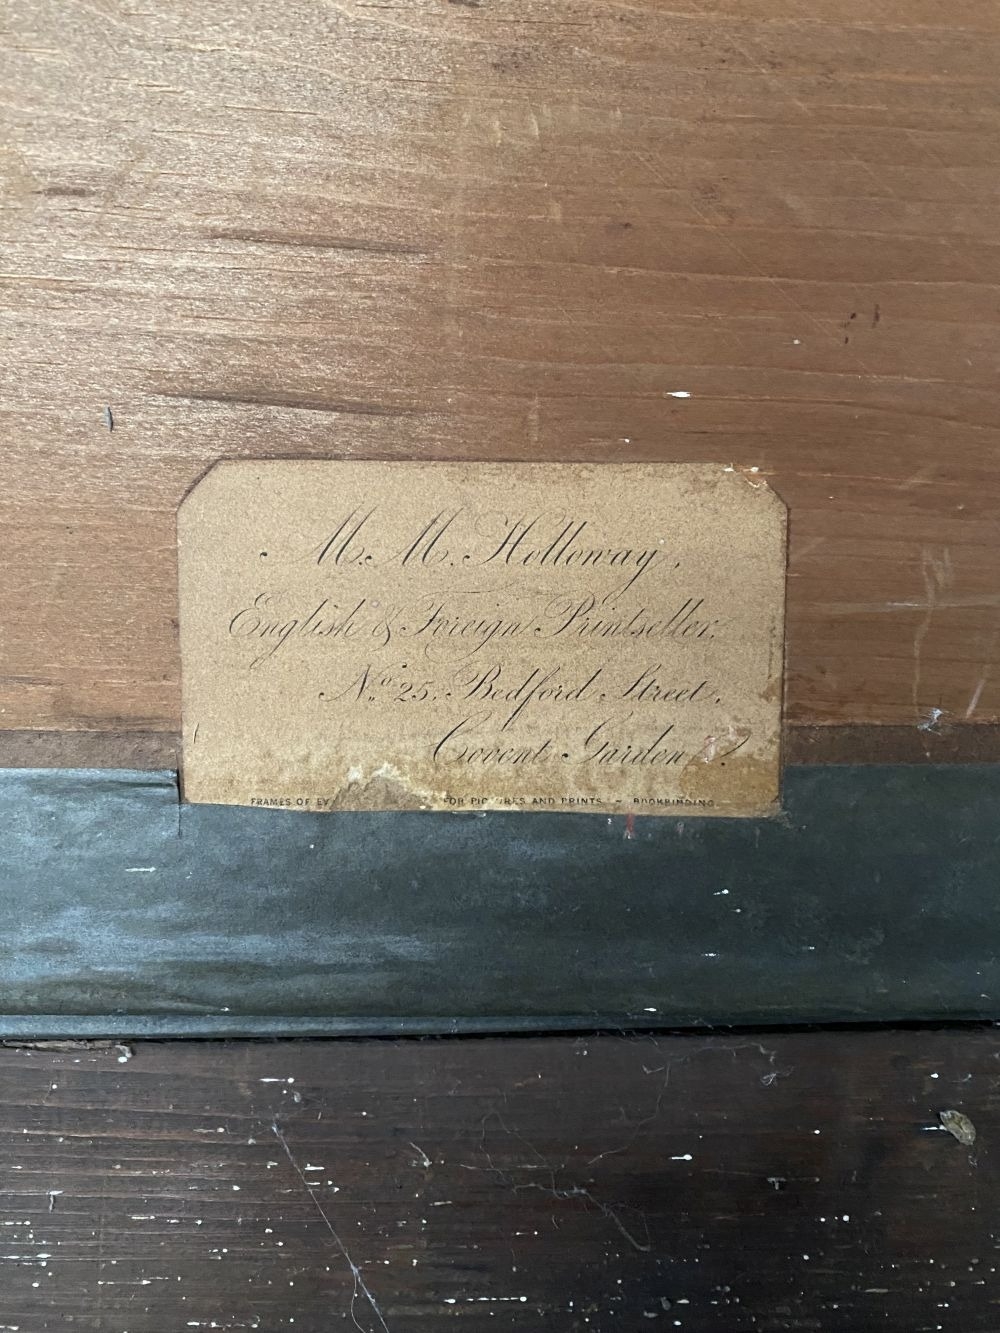 M. M. Holloway,
English & Foreign Printseller,
No. 25, Bedford Street,
Covent Garden.
FRAMES OF FOR PICTURES AND PRINTS ~ BOOKBINDING